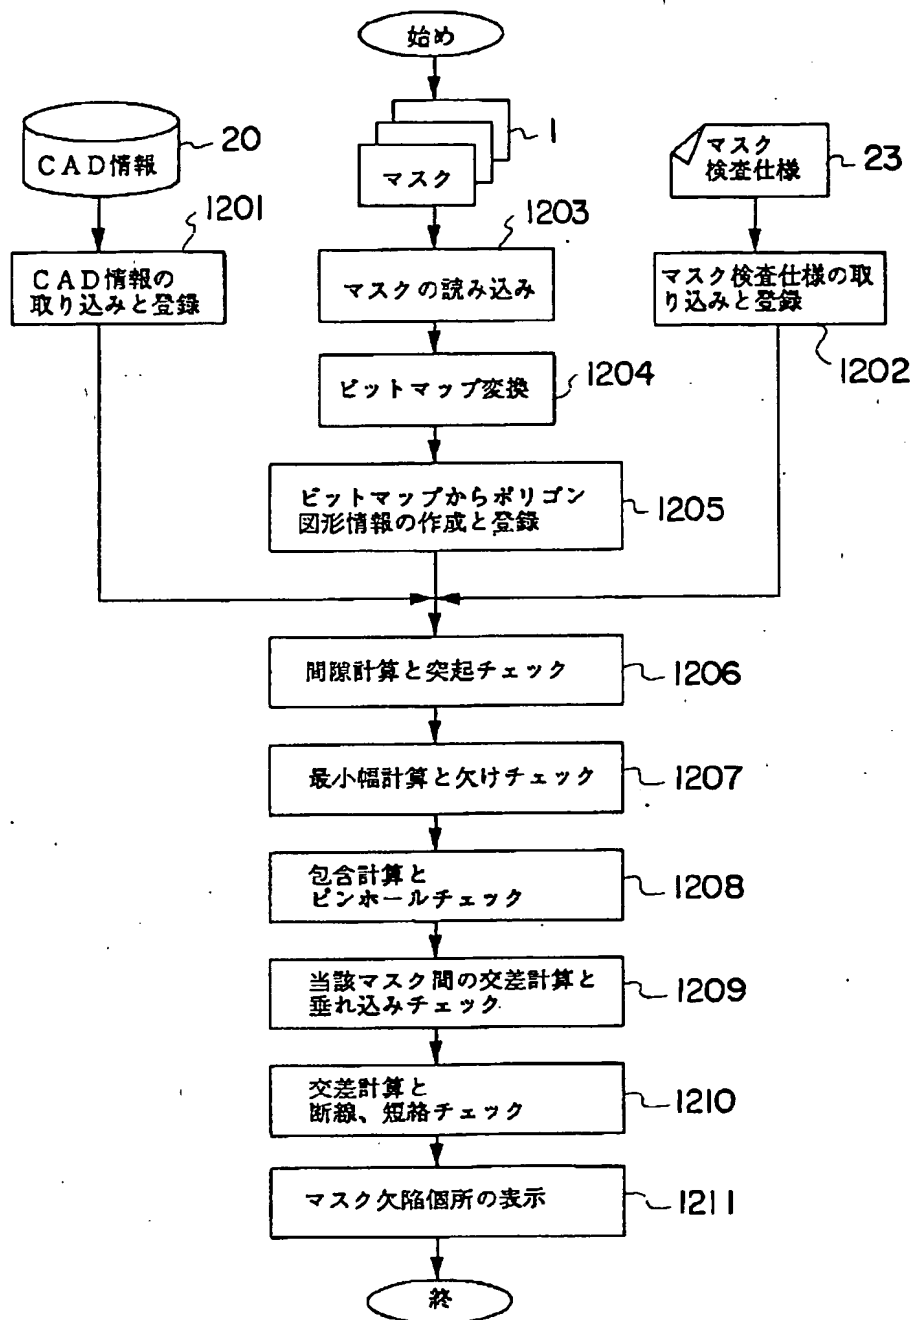 始め
CAD情報
20
マスク
1
マスク
検査仕様
23
1201
CAD情報の
取り込みと登録
1203
マスクの読み込み
マスク検査仕様の取
り込みと登録
1202
ビットマップ変換
1204
ビットマップからポリゴン
図形情報の作成と登録
1205
間隙計算と突起チェック
1206
最小幅計算と欠けチェック
1207
包含計算と
ピンホールチェック
1208
当該マスク間の交差計算と
垂れ込みチェック
1209
交差計算と
断線、短絡チェック
1210
マスク欠陥個所の表示
1211
終